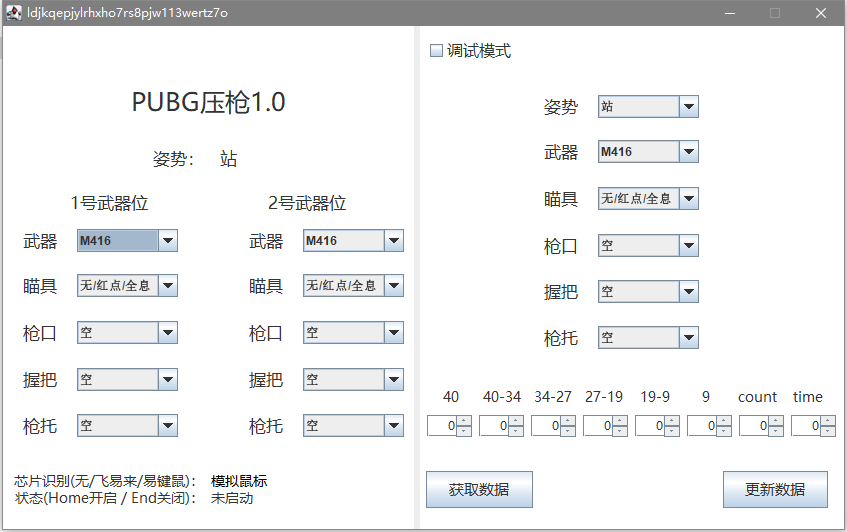 ldjkqepjylrhxho7rs8pjw113wertz7o
PUBG压枪1.0
姿势： 站
1号武器位 2号武器位
武器 M416 武器 M416
瞄具 无/红点/全息 瞄具 无/红点/全息
枪口 空 枪口 空
握把 空 握把 空
枪托 空 枪托 空
芯片识别(无/飞易来/易键鼠)： 模拟鼠标
状态(Home开启 / End关闭)： 未启动
调试模式
姿势 站
武器 M416
瞄具 无/红点/全息
枪口 空
握把 空
枪托 空
40 40-34 34-27 27-19 19-9 9 count time
0 0 0 0 0 0 0 0
获取数据 更新数据